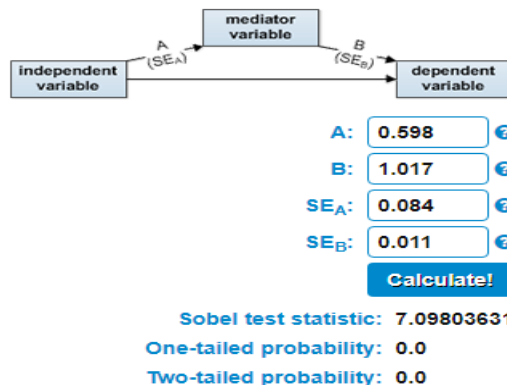 mediator
variable
A
(SEA)
B
(SEB)
independent
variable
dependent
variable
A: 0.598 ?
B: 1.017 ?
SEA: 0.084 ?
SEB: 0.011 ?
Calculate!
Sobel test statistic: 7.09803631
One-tailed probability: 0.0
Two-tailed probability: 0.0